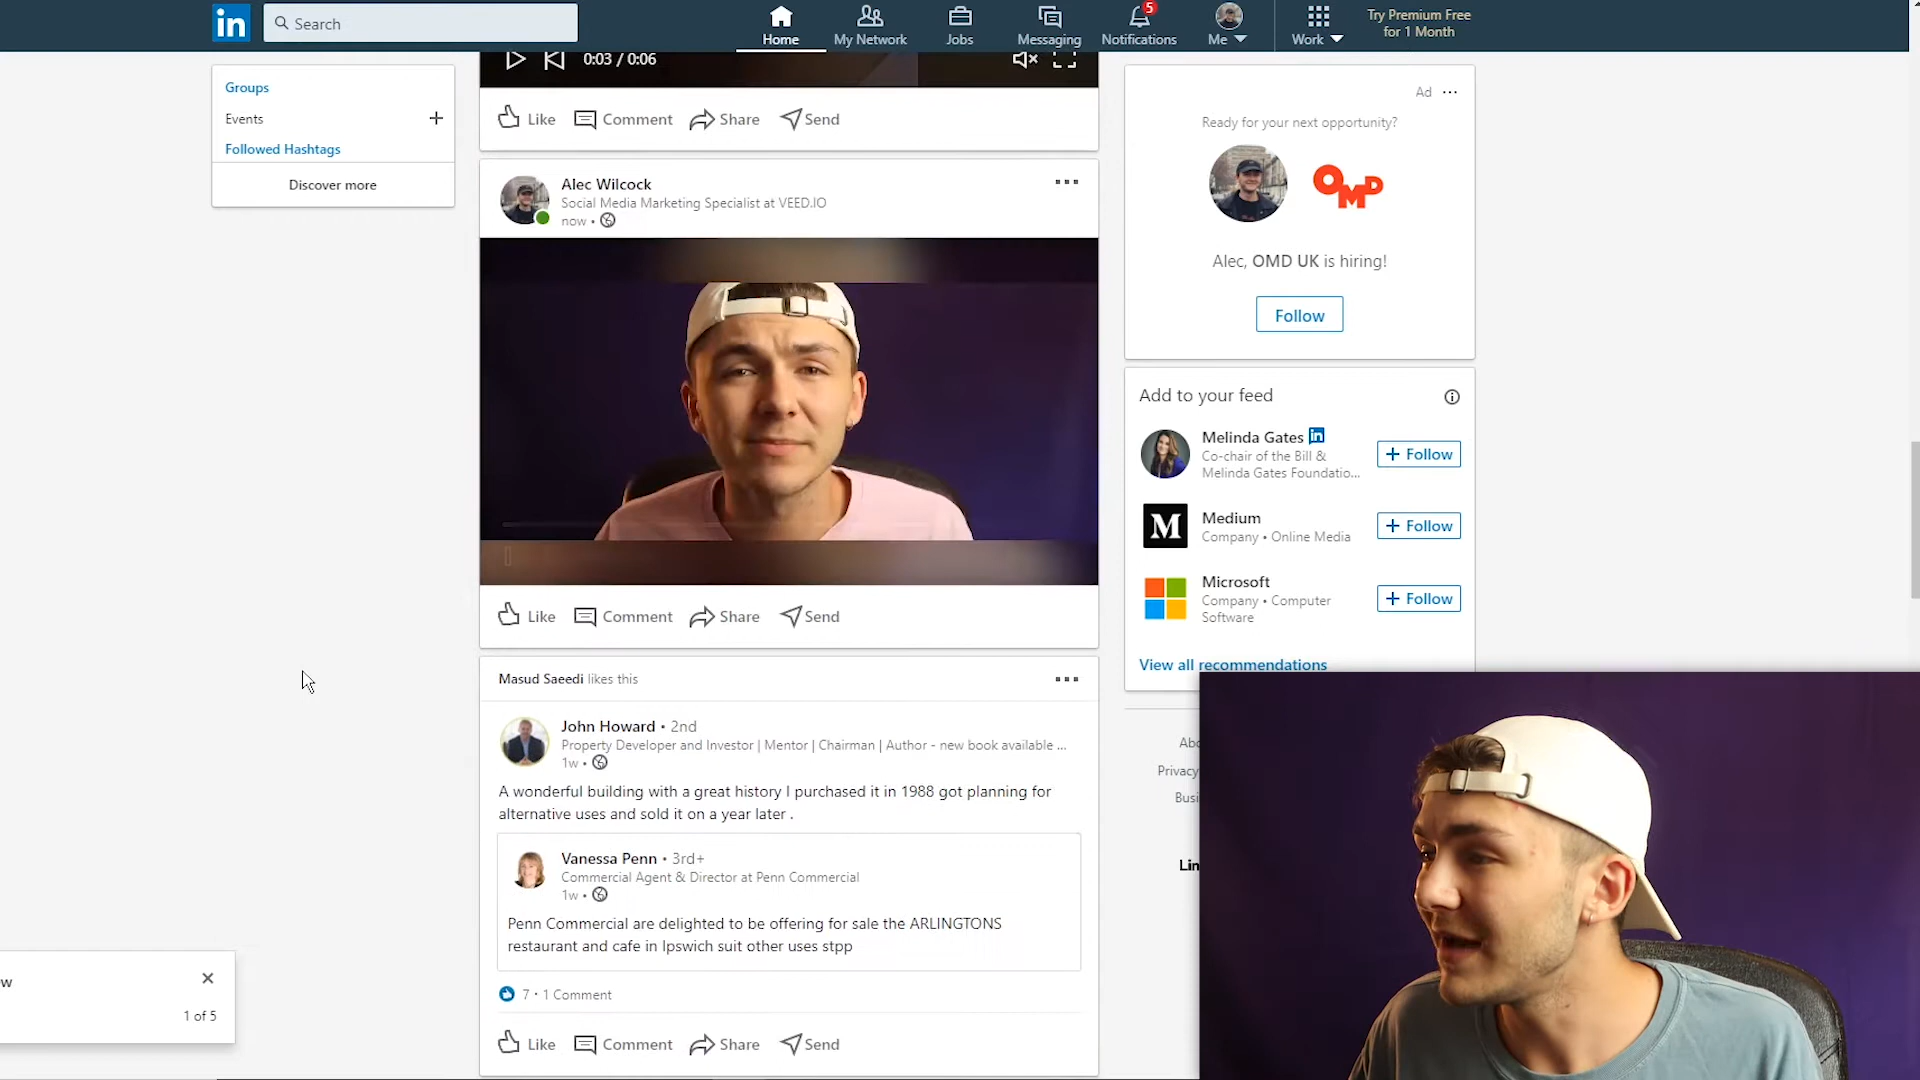 in
Search
Home
My Network
Jobs
Messaging
5
Notifications
Me
Work
Try Premium Free
for 1 Month
Groups
Events
Followed Hashtags
Discover more
0:03 / 0:06
Like
Comment
Share
Send
Alec Wilcock
Social Media Marketing Specialist at VEED.IO
now •
Like
Comment
Share
Send
Masud Saeedi likes this
John Howard • 2nd
Property Developer and Investor | Mentor | Chairman | Author - new book available ...
1w •
A wonderful building with a great history I purchased it in 1988 got planning for
alternative uses and sold it on a year later .
Vanessa Penn • 3rd+
Commercial Agent & Director at Penn Commercial
1w •
Penn Commercial are delighted to be offering for sale the ARLINGTONS
restaurant and cafe in Ipswich suit other uses stpp
7 • 1 Comment
Like
Comment
Share
Send
Ad
Ready for your next opportunity?
OMD
Alec, OMD UK is hiring!
Follow
Add to your feed
Melinda Gates in
Co-chair of the Bill &
Melinda Gates Foundatio...
+ Follow
M
Medium
Company • Online Media
+ Follow
Microsoft
Company • Computer
Software
+ Follow
View all recommendations
Privacy
w
1 of 5